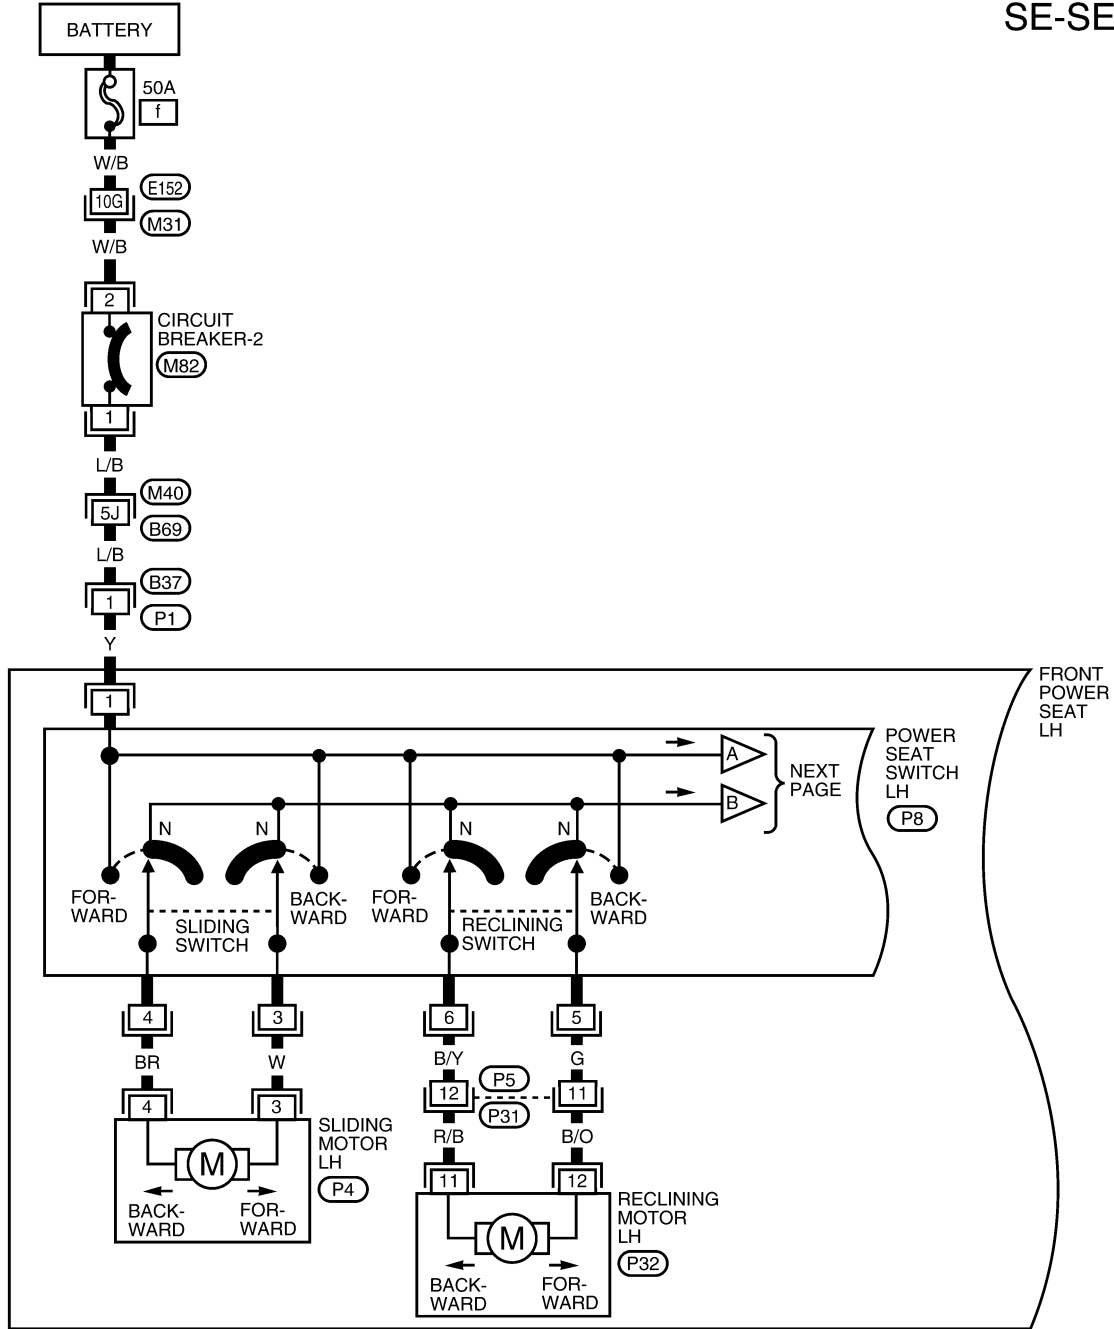 SE-SE
BATTERY
50A
f
W/B
10G
E152
M31
W/B
2
CIRCUIT
BREAKER-2
M82
1
L/B
5J
M40
B69
L/B
1
B37
P1
Y
1
FRONT
POWER
SEAT
LH
POWER
SEAT
SWITCH
LH
P8
A
B
NEXT
PAGE
N
N
N
N
FOR-
WARD
BACK-
WARD
FOR-
WARD
BACK-
WARD
SLIDING
SWITCH
RECLINING
SWITCH
4
3
6
5
BR
W
B/Y
G
4
3
12
P5
P31
11
R/B
B/O
SLIDING
MOTOR
LH
P4
M
BACK-
WARD
FOR-
WARD
11
12
RECLINING
MOTOR
LH
P32
M
BACK-
WARD
FOR-
WARD